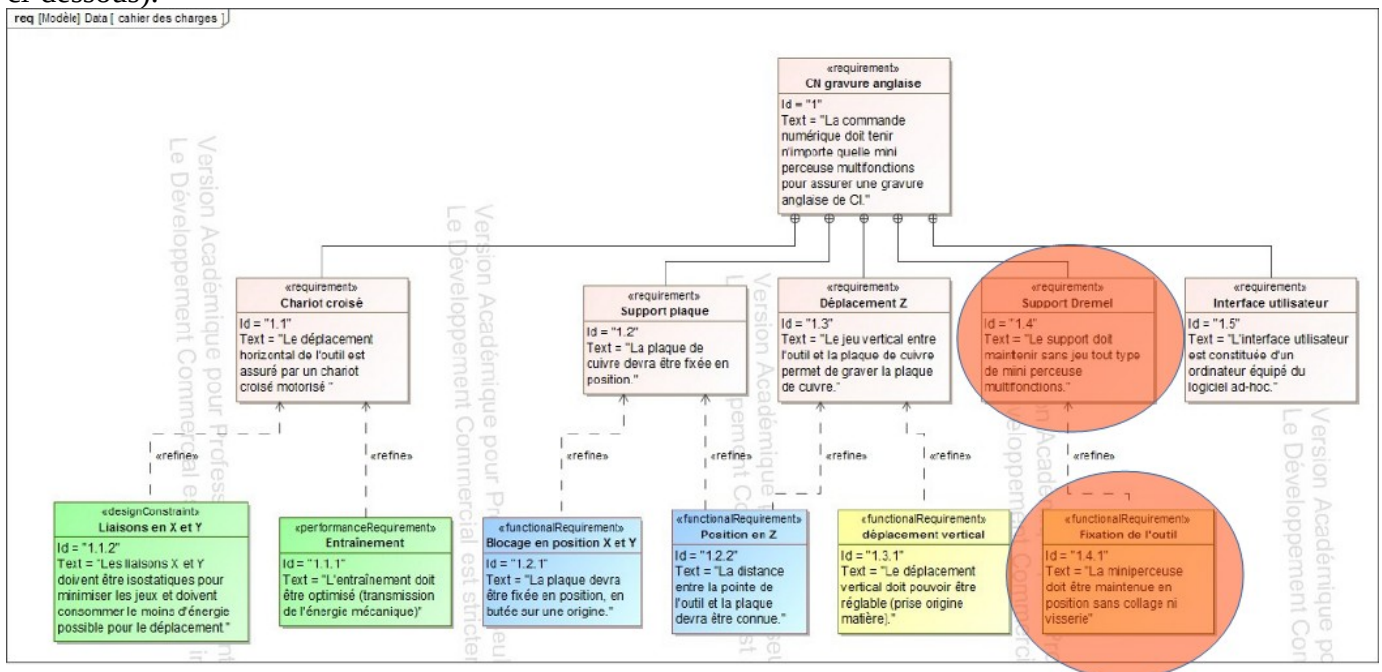 ci-dessous).
req [Modèle] Data [ cahier des charges ]
«requirement»
CN gravure anglaise
Id = "1"
Text = "La commande
numérique doit tenir
n'importe quelle mini
perceuse multifonctions
pour assurer une gravure
anglaise de CI."
«requirement»
Chariot croisé
Id = "1.1"
Text = "Le déplacement
horizontal de l'outil est
assuré par un chariot
croisé motorisé "
«requirement»
Support plaque
Id = "1.2"
Text = "La plaque de
cuivre devra être fixée en
position."
«requirement»
Déplacement Z
Id = "1.3"
Text = "Le jeu vertical entre
l'outil et la plaque de cuivre
permet de graver la plaque
de cuivre."
«requirement»
Support Dremel
Id = "1.4"
Text = "Le support doit
maintenir sans jeu tout type
de mini perceuse
multifonctions."
«requirement»
Interface utilisateur
Id = "1.5"
Text = "L'interface utilisateur
est constituée d'un
ordinateur équipé du
logiciel ad-hoc."
«refine»
«refine»
«refine»
«refine»
«refine»
«refine»
«refine»
«designConstraint»
Liaisons en X et Y
Id = "1.1.2"
Text = "Les liaisons X et Y
doivent être isostatiques pour
minimiser les jeux et doivent
consommer le moins d'énergie
possible pour le déplacement"
«performanceRequirement»
Entraînement
Id = "1.1.1"
Text = "L'entraînement doit
être optimisé (transmission
de l'énergie mécanique)"
«functionalRequirement»
Blocage en position X et Y
Id = "1.2.1"
Text = "La plaque devra
être fixée en position, en
butée sur une origine."
«functionalRequirement»
Position en Z
Id = "1.2.2"
Text = "La distance
entre la pointe de
l'outil et la plaque
devra être connue."
«functionalRequirement»
déplacement vertical
Id = "1.3.1"
Text = "Le déplacement
vertical doit pouvoir être
réglable (prise origine
matière)."
«functionalRequirement»
Fixation de l'outil
Id = "1.4.1"
Text = "La miniperceuse
doit être maintenue en
position sans collage ni
visserie"
Version Académique pour Profess
Le Développement Commercial es
Version Académique pour Pr
Le Développement Commercial est stricter
Version Académique
Le Dé